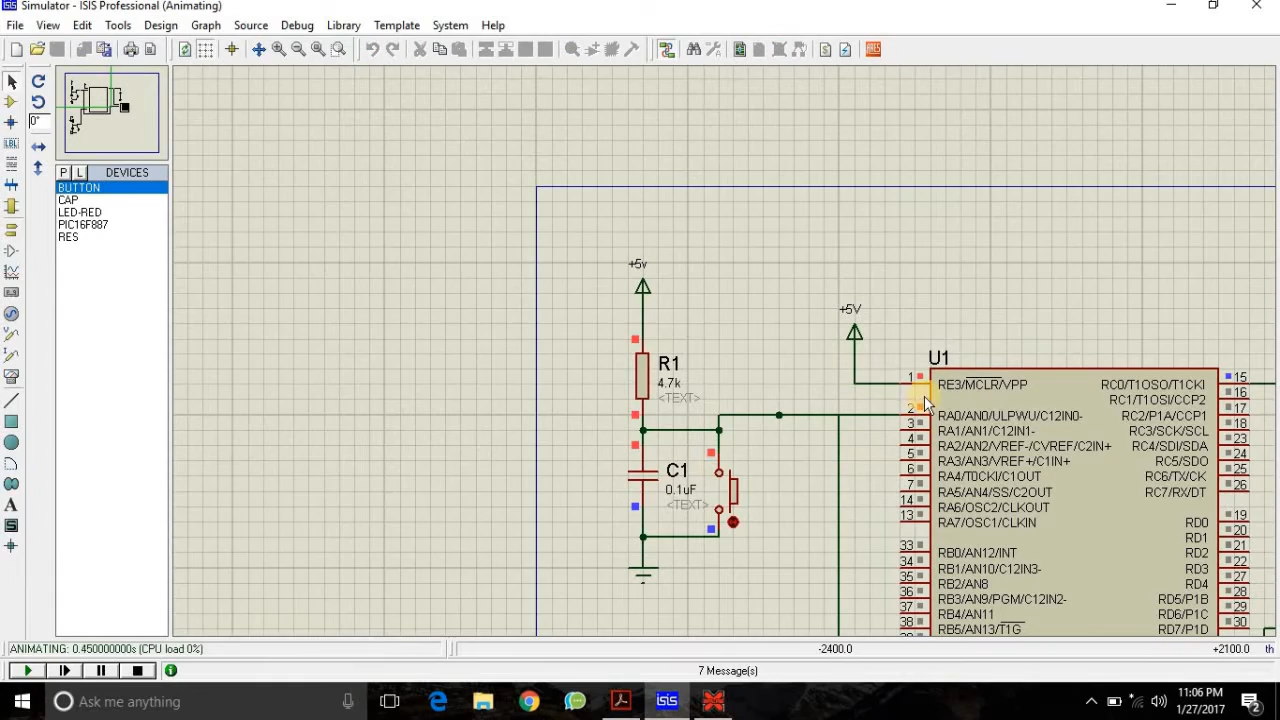 Simulator - ISIS Professional (Animating)
File View Edit Tools Design Graph Source Debug Library Template System Help
0°
LBL
P L DEVICES
BUTTON
CAP
LED-RED
PIC16F887
RES
+5v
+5V
R1
4.7k
<TEXT>
C1
0.1uF
<TEXT>
U1
1 RE3/MCLR/VPP RC0/T1OSO/T1CKI 15
RC1/T1OSI/CCP2 16
2 RA0/AN0/ULPWU/C12IN0- RC2/P1A/CCP1 17
3 RA1/AN1/C12IN1- RC3/SCK/SCL 18
4 RA2/AN2/VREF-/CVREF/C2IN+ RC4/SDI/SDA 23
5 RA3/AN3/VREF+/C1IN+ RC5/SDO 24
6 RA4/T0CKI/C1OUT RC6/TX/CK 25
7 RA5/AN4/SS/C2OUT RC7/RX/DT 26
14 RA6/OSC2/CLKOUT
13 RA7/OSC1/CLKIN RD0 19
RD1 20
33 RB0/AN12/INT RD2 21
34 RB1/AN10/C12IN3- RD3 22
35 RB2/AN8 RD4 27
36 RB3/AN9/PGM/C12IN2- RD5/P1B 28
37 RB4/AN11 RD6/P1C 29
38 RB5/AN13/T1G RD7/P1D 30
ANIMATING: 0.450000000s (CPU load 0%)
-2400.0 +2100.0 th
7 Message(s)
Ask me anything
isis
11:06 PM
1/27/2017
2